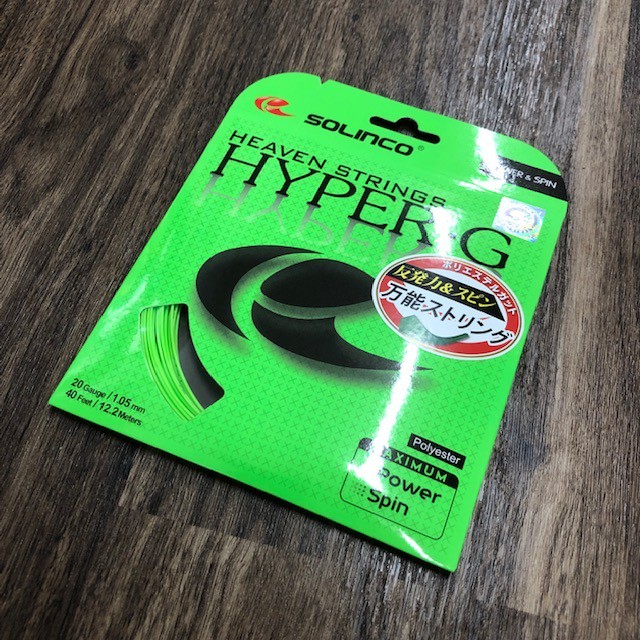 SOLINCO®
HEAVEN STRINGS
HYPER-G
& SPIN
ポリエステルガット
反発力&スピン
万能ストリング
20 Gauge / 1.05 mm
40 Feet / 12.2 Meters
Polyester
MAXIMUM
Power
Spin